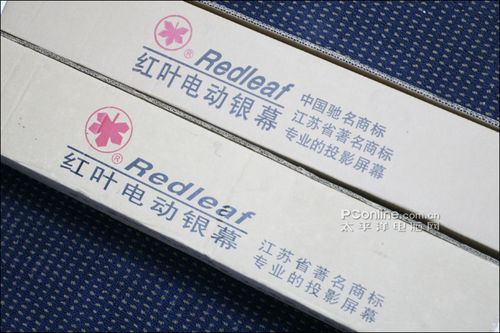 ®
Redleaf
红叶电动银幕
中国驰名商标
江苏省著名商标
专业的投影屏幕
®
Redleaf
红叶电动银幕
江苏省著名商标
专业的投影屏幕
PConline.com.cn
太平洋电脑网